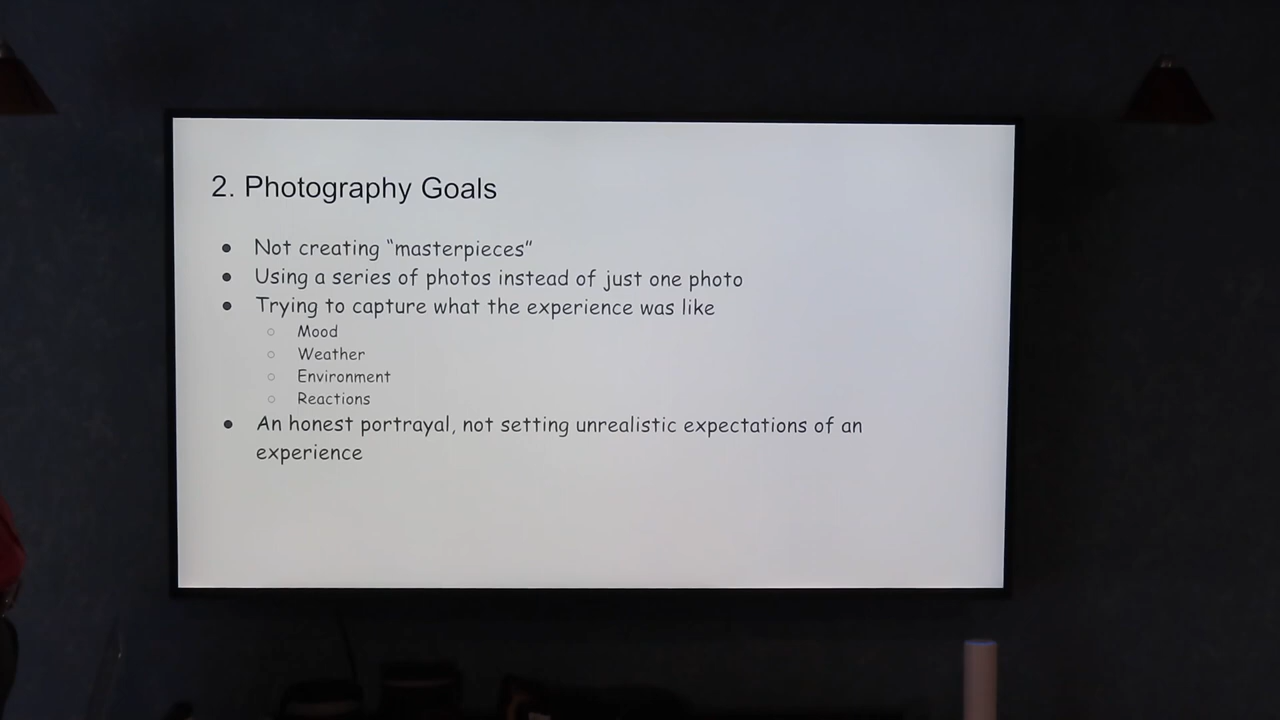 2. Photography Goals
● Not creating “masterpieces”
● Using a series of photos instead of just one photo
● Trying to capture what the experience was like
○ Mood
○ Weather
○ Environment
○ Reactions
● An honest portrayal, not setting unrealistic expectations of an
experience